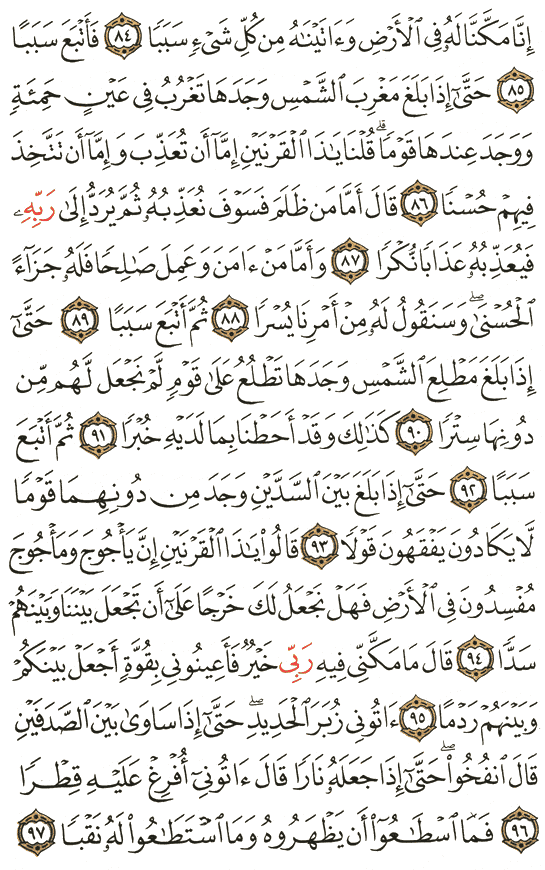 إِنَّا مَكَّنَّا لَهُۥ فِي ٱلۡأَرۡضِ وَءَاتَيۡنَٰهُ مِن كُلِّ شَيۡءٖ سَبَبٗا ٨٤ فَأَتۡبَعَ سَبَبًا
٨٥ حَتَّىٰٓ إِذَا بَلَغَ مَغۡرِبَ ٱلشَّمۡسِ وَجَدَهَا تَغۡرُبُ فِي عَيۡنٍ حَمِئَةٖ
وَوَجَدَ عِندَهَا قَوۡمٗاۖ قُلۡنَا يَٰذَا ٱلۡقَرۡنَيۡنِ إِمَّآ أَن تُعَذِّبَ وَإِمَّآ أَن تَتَّخِذَ
فِيهِمۡ حُسۡنٗا ٨٦ قَالَ أَمَّا مَن ظَلَمَ فَسَوۡفَ نُعَذِّبُهُۥ ثُمَّ يُرَدُّ إِلَىٰ رَبِّهِۦ
فَيُعَذِّبُهُۥ عَذَابٗا نُّكۡرٗا ٨٧ وَأَمَّا مَنۡ ءَامَنَ وَعَمِلَ صَٰلِحٗا فَلَهُۥ جَزَآءً
ٱلۡحُسۡنَىٰۖ وَسَنَقُولُ لَهُۥ مِنۡ أَمۡرِنَا يُسۡرٗا ٨٨ ثُمَّ أَتۡبَعَ سَبَبًا ٨٩ حَتَّىٰٓ
إِذَا بَلَغَ مَطۡلِعَ ٱلشَّمۡسِ وَجَدَهَا تَطۡلُعُ عَلَىٰ قَوۡمٖ لَّمۡ نَجۡعَل لَّهُم مِّن
دُونِهَا سِتۡرٗا ٩٠ كَذَٰلِكَ وَقَدۡ أَحَطۡنَا بِمَا لَدَيۡهِ خُبۡرٗا ٩١ ثُمَّ أَتۡبَعَ
سَبَبًا ٩٢ حَتَّىٰٓ إِذَا بَلَغَ بَيۡنَ ٱلسَّدَّيۡنِ وَجَدَ مِن دُونِهِمَا قَوۡمٗا
لَّا يَكَادُونَ يَفۡقَهُونَ قَوۡلٗا ٩٣ قَالُواْ يَٰذَا ٱلۡقَرۡنَيۡنِ إِنَّ يَأۡجُوجَ وَمَأۡجُوجَ
مُفۡسِدُونَ فِي ٱلۡأَرۡضِ فَهَلۡ نَجۡعَلُ لَكَ خَرۡجًا عَلَىٰٓ أَن تَجۡعَلَ بَيۡنَنَا وَبَيۡنَهُمۡ
سَدّٗا ٩٤ قَالَ مَا مَكَّنِّي فِيهِ رَبِّي خَيۡرٞ فَأَعِينُونِي بِقُوَّةٍ أَجۡعَلۡ بَيۡنَكُمۡ
وَبَيۡنَهُمۡ رَدۡمًا ٩٥ ءَاتُونِي زُبَرَ ٱلۡحَدِيدِۖ حَتَّىٰٓ إِذَا سَاوَىٰ بَيۡنَ ٱلصَّدَفَيۡنِ
قَالَ ٱنفُخُواْۖ حَتَّىٰٓ إِذَا جَعَلَهُۥ نَارٗا قَالَ ءَاتُونِيٓ أُفۡرِغۡ عَلَيۡهِ قِطۡرٗا
٩٦ فَمَا ٱسۡطَٰعُوٓاْ أَن يَظۡهَرُوهُ وَمَا ٱسۡتَطَٰعُواْ لَهُۥ نَقۡبٗا ٩٧